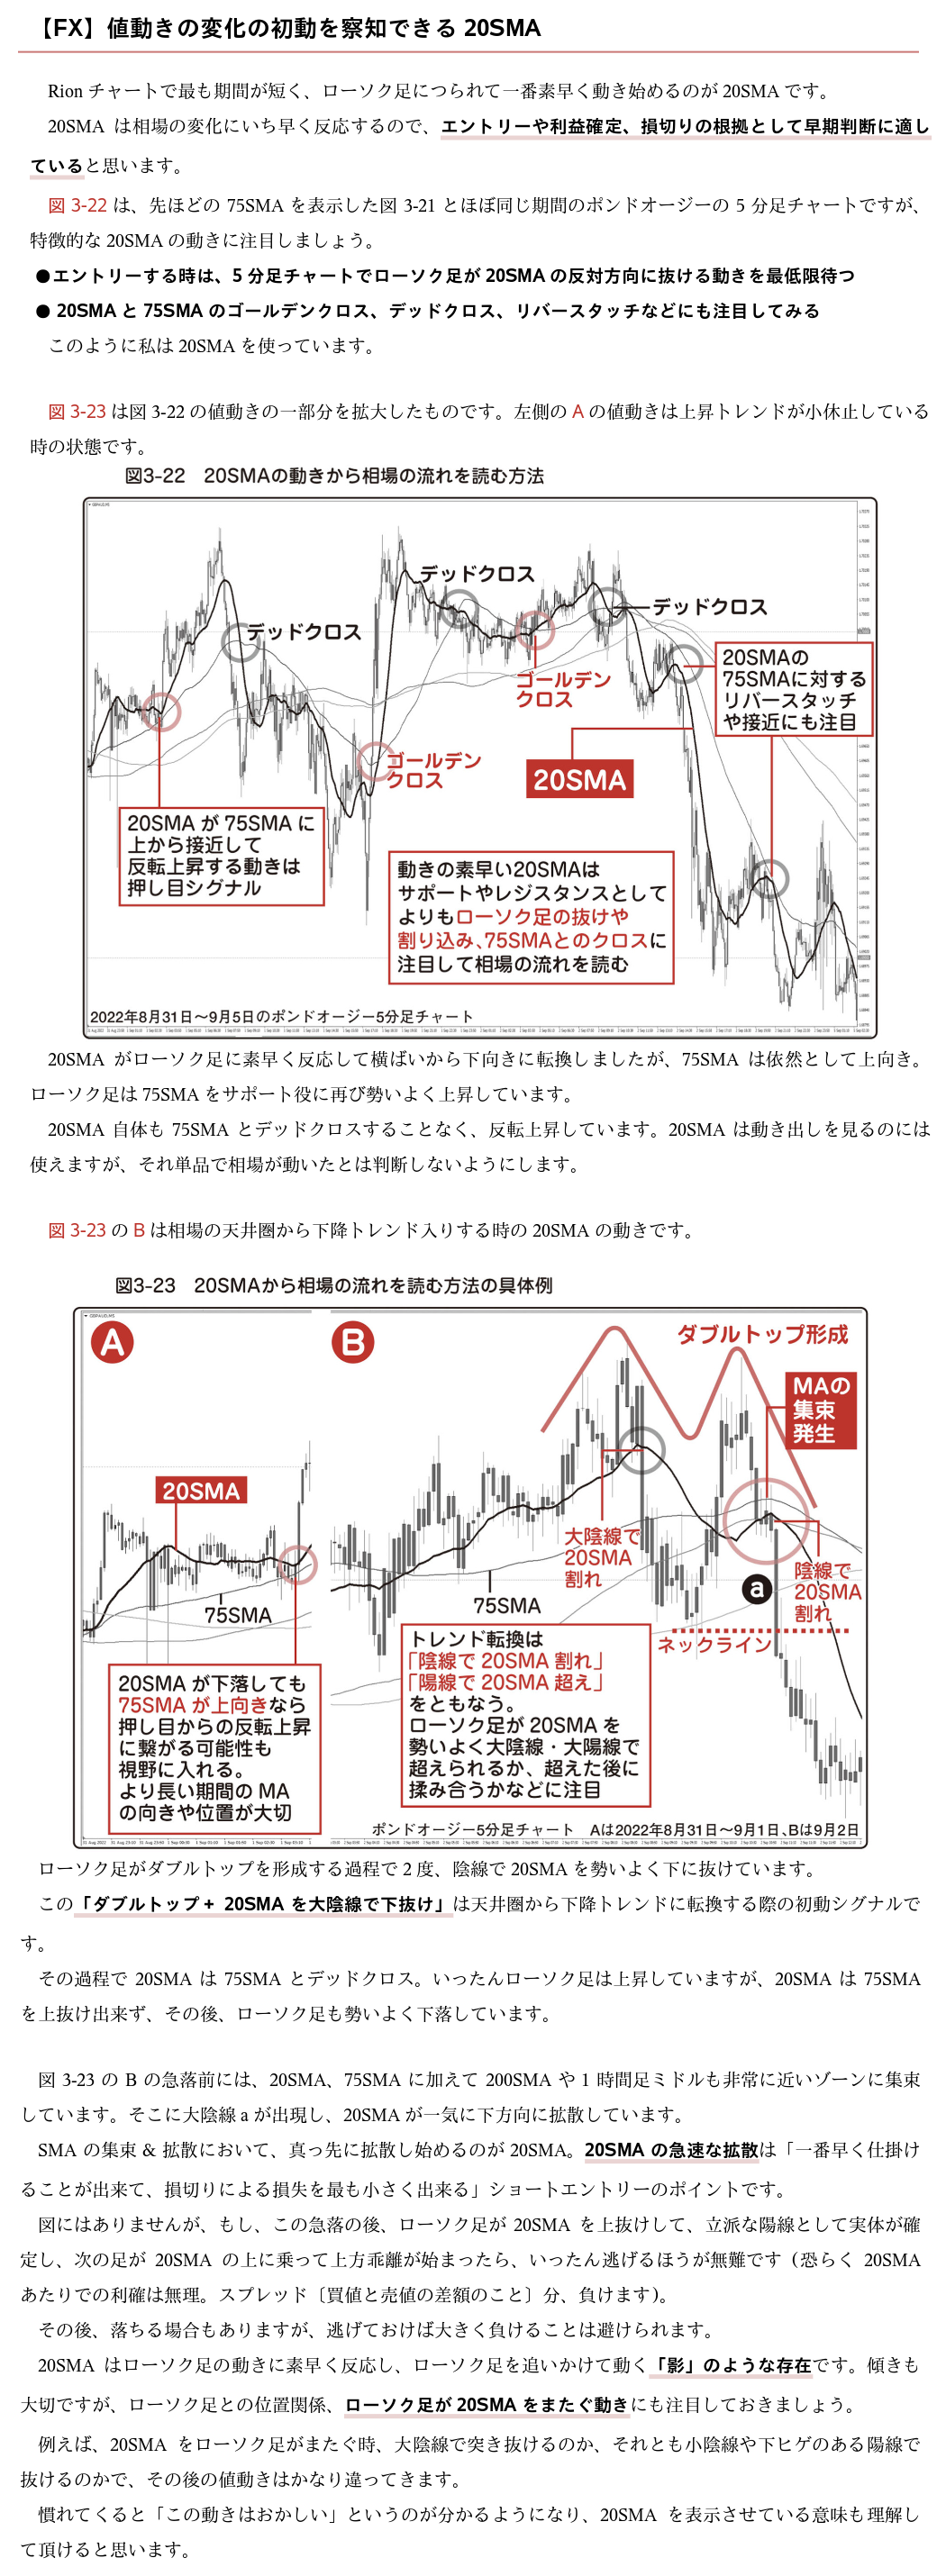 【FX】値動きの変化の初動を察知できる 20SMA
Rion チャートで最も期間が短く、ローソク足につられて一番素早く動き始めるのが 20SMA です。
20SMA は相場の変化にいち早く反応するので、エントリーや利益確定、損切りの根拠として早期判断に適し
ていると思います。
図 3-22 は、先ほどの 75SMA を表示した図 3-21 とほぼ同じ期間のポンドオージーの 5 分足チャートですが、
特徴的な 20SMA の動きに注目しましょう。
●エントリーする時は、5 分足チャートでローソク足が 20SMA の反対方向に抜ける動きを最低限待つ
● 20SMA と 75SMA のゴールデンクロス、デッドクロス、リバースタッチなどにも注目してみる
このように私は 20SMA を使っています。
図 3-23 は図 3-22 の値動きの一部分を拡大したものです。左側の A の値動きは上昇トレンドが小休止している
時の状態です。
図3-22　20SMAの動きから相場の流れを読む方法
デッドクロス
デッドクロス
デッドクロス
20SMAの
75SMAに対する
リバースタッチ
や接近にも注目
ゴールデン
クロス
ゴールデン
クロス
20SMA
20SMA が 75SMA に
上から接近して
反転上昇する動きは
押し目シグナル
動きの素早い20SMAは
サポートやレジスタンスとして
よりもローソク足の抜けや
割り込み、75SMAとのクロスに
注目して相場の流れを読む
2022年8月31日〜9月5日のポンドオージー5分足チャート
20SMA がローソク足に素早く反応して横ばいから下向きに転換しましたが、75SMA は依然として上向き。
ローソク足は 75SMA をサポート役に再び勢いよく上昇しています。
20SMA 自体も 75SMA とデッドクロスすることなく、反転上昇しています。20SMA は動き出しを見るのには
使えますが、それ単品で相場が動いたとは判断しないようにします。
図 3-23 の B は相場の天井圏から下降トレンド入りする時の 20SMA の動きです。
図3-23　20SMAから相場の流れを読む方法の具体例
A
B
ダブルトップ形成
MAの
集束
発生
20SMA
大陰線で
20SMA
割れ
陰線で
20SMA
割れ
a
75SMA
75SMA
ネックライン
20SMA が下落しても
75SMA が上向きなら
押し目からの反転上昇
に繋がる可能性も
視野に入れる。
より長い期間の MA
の向きや位置が大切
トレンド転換は
「陰線で 20SMA 割れ」
「陽線で 20SMA 超え」
をともなう。
ローソク足が 20SMA を
勢いよく大陰線・大陽線で
超えられるか、超えた後に
揉み合うかなどに注目
ポンドオージー5分足チャート　Aは2022年8月31日〜9月1日、Bは9月2日
ローソク足がダブルトップを形成する過程で 2 度、陰線で 20SMA を勢いよく下に抜けています。
この「ダブルトップ + 20SMA を大陰線で下抜け」は天井圏から下降トレンドに転換する際の初動シグナルで
す。
その過程で 20SMA は 75SMA とデッドクロス。いったんローソク足は上昇していますが、20SMA は 75SMA
を上抜け出来ず、その後、ローソク足も勢いよく下落しています。
図 3-23 の B の急落前には、20SMA、75SMA に加えて 200SMA や 1 時間足ミドルも非常に近いゾーンに集束
しています。そこに大陰線 a が出現し、20SMA が一気に下方向に拡散しています。
SMA の集束 & 拡散において、真っ先に拡散し始めるのが 20SMA。20SMA の急速な拡散は「一番早く仕掛け
ることが出来て、損切りによる損失を最も小さく出来る」ショートエントリーのポイントです。
図にはありませんが、もし、この急落の後、ローソク足が 20SMA を上抜けして、立派な陽線として実体が確
定し、次の足が 20SMA の上に乗って上方乖離が始まったら、いったん逃げるほうが無難です（恐らく 20SMA
あたりでの利確は無理。スプレッド〔買値と売値の差額のこと〕分、負けます）。
その後、落ちる場合もありますが、逃げておけば大きく負けることは避けられます。
20SMA はローソク足の動きに素早く反応し、ローソク足を追いかけて動く「影」のような存在です。傾きも
大切ですが、ローソク足との位置関係、ローソク足が 20SMA をまたぐ動きにも注目しておきましょう。
例えば、20SMA をローソク足がまたぐ時、大陰線で突き抜けるのか、それとも小陰線や下ヒゲのある陽線で
抜けるのかで、その後の値動きはかなり違ってきます。
慣れてくると「この動きはおかしい」というのが分かるようになり、20SMA を表示させている意味も理解し
て頂けると思います。